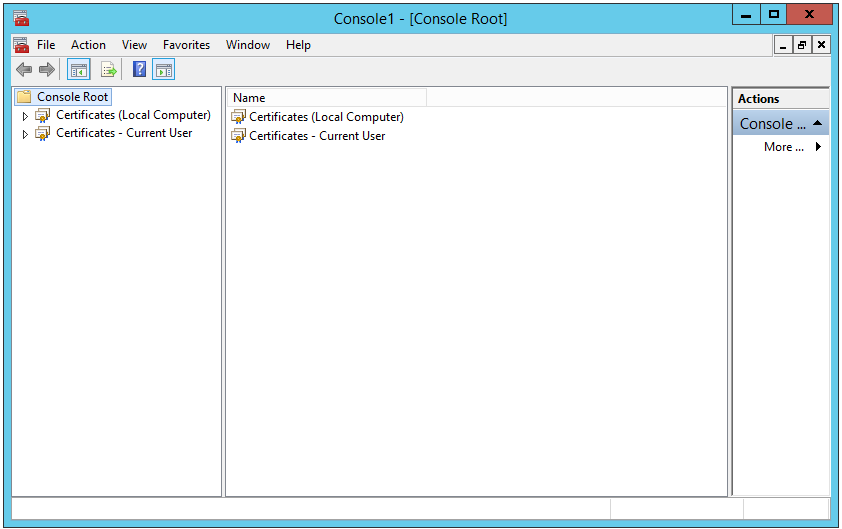 Console1 - [Console Root]
File Action View Favorites Window Help
Console Root
Certificates (Local Computer)
Certificates - Current User
Name
Certificates (Local Computer)
Certificates - Current User
Actions
Console ...
More ...